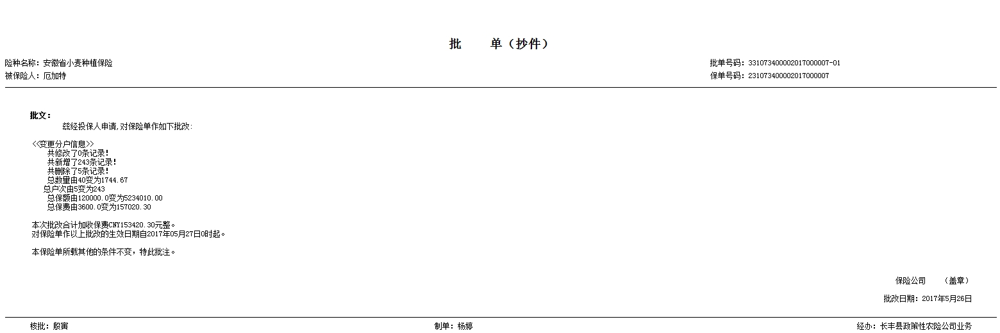 批 单（抄件）
险种名称：安徽省小麦种植保险 批单号码：331073400002017000007-01
被保险人：厄加特 保单号码：231073400002017000007
批文：
兹经投保人申请,对保险单作如下批改:
<<变更分户信息>>
共修改了0条记录!
共新增了243条记录!
共删除了5条记录!
总数量由40变为1744.67
总户次由5变为243
总保额由120000.0变为5234010.00
总保费由3600.0变为157020.30
本次批改合计加收保费CNY153420.30元整。
对保险单作以上批改的生效日期自2017年05月27日0时起。
本保险单所载其他的条件不变，特此批注。
保险公司 （盖章）
批改日期：2017年5月26日
核批：殷寅 制单：杨婷 经办：长丰县政策性农险公司业务